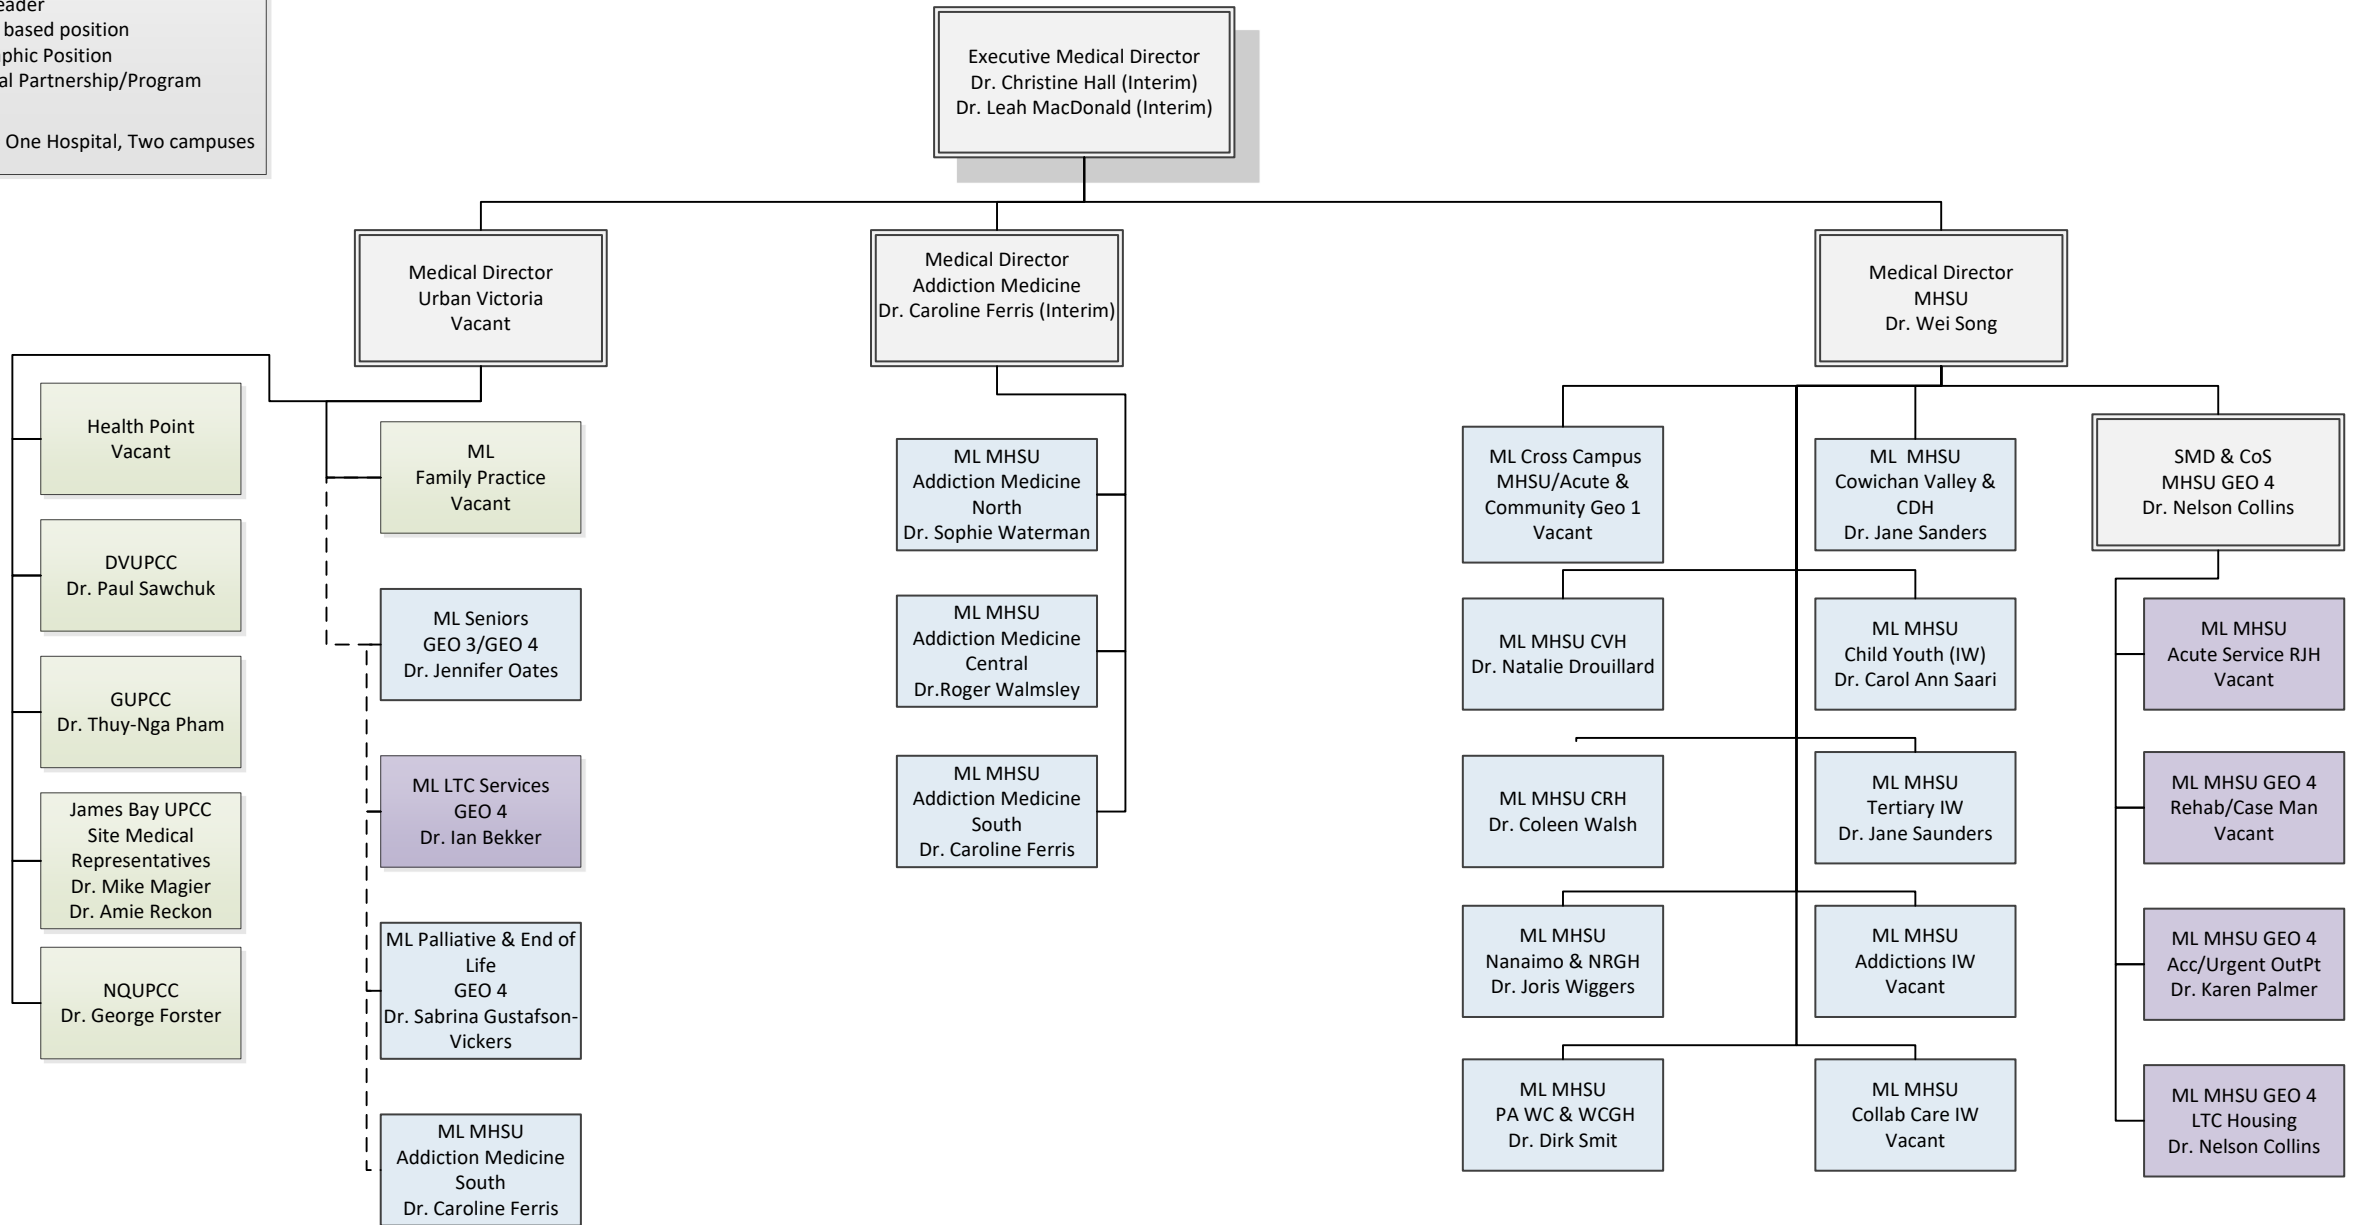 based position
Position
Partnership/Program
One Hospital, Two campuses
Executive Medical Director
Dr. Christine Hall (Interim)
Dr. Leah MacDonald (Interim)
Medical Director
Urban Victoria
Vacant
Medical Director
Addiction Medicine
Dr. Caroline Ferris (Interim)
Medical Director
MHSU
Dr. Wei Song
Health Point
Vacant
DVUPCC
Dr. Paul Sawchuk
GUPCC
Dr. Thuy-Nga Pham
James Bay UPCC
Site Medical
Representatives
Dr. Mike Magier
Dr. Amie Reckon
NQUPCC
Dr. George Forster
ML
Family Practice
Vacant
ML Seniors
GEO 3/GEO 4
Dr. Jennifer Oates
ML LTC Services
GEO 4
Dr. Ian Bekker
ML Palliative & End of
Life
GEO 4
Dr. Sabrina Gustafson-
Vickers
ML MHSU
Addiction Medicine
South
Dr. Caroline Ferris
ML MHSU
Addiction Medicine
North
Dr. Sophie Waterman
ML MHSU
Addiction Medicine
Central
Dr.Roger Walmsley
ML MHSU
Addiction Medicine
South
Dr. Caroline Ferris
ML Cross Campus
MHSU/Acute &
Community Geo 1
Vacant
ML MHSU
Cowichan Valley &
CDH
Dr. Jane Sanders
ML MHSU CVH
Dr. Natalie Drouillard
ML MHSU
Child Youth (IW)
Dr. Carol Ann Saari
ML MHSU CRH
Dr. Coleen Walsh
ML MHSU
Tertiary IW
Dr. Jane Saunders
ML MHSU
Nanaimo & NRGH
Dr. Joris Wiggers
ML MHSU
Addictions IW
Vacant
ML MHSU
PA WC & WCGH
Dr. Dirk Smit
ML MHSU
Collab Care IW
Vacant
SMD & CoS
MHSU GEO 4
Dr. Nelson Collins
ML MHSU
Acute Service RJH
Vacant
ML MHSU GEO 4
Rehab/Case Man
Vacant
ML MHSU GEO 4
Acc/Urgent OutPt
Dr. Karen Palmer
ML MHSU GEO 4
LTC Housing
Dr. Nelson Collins